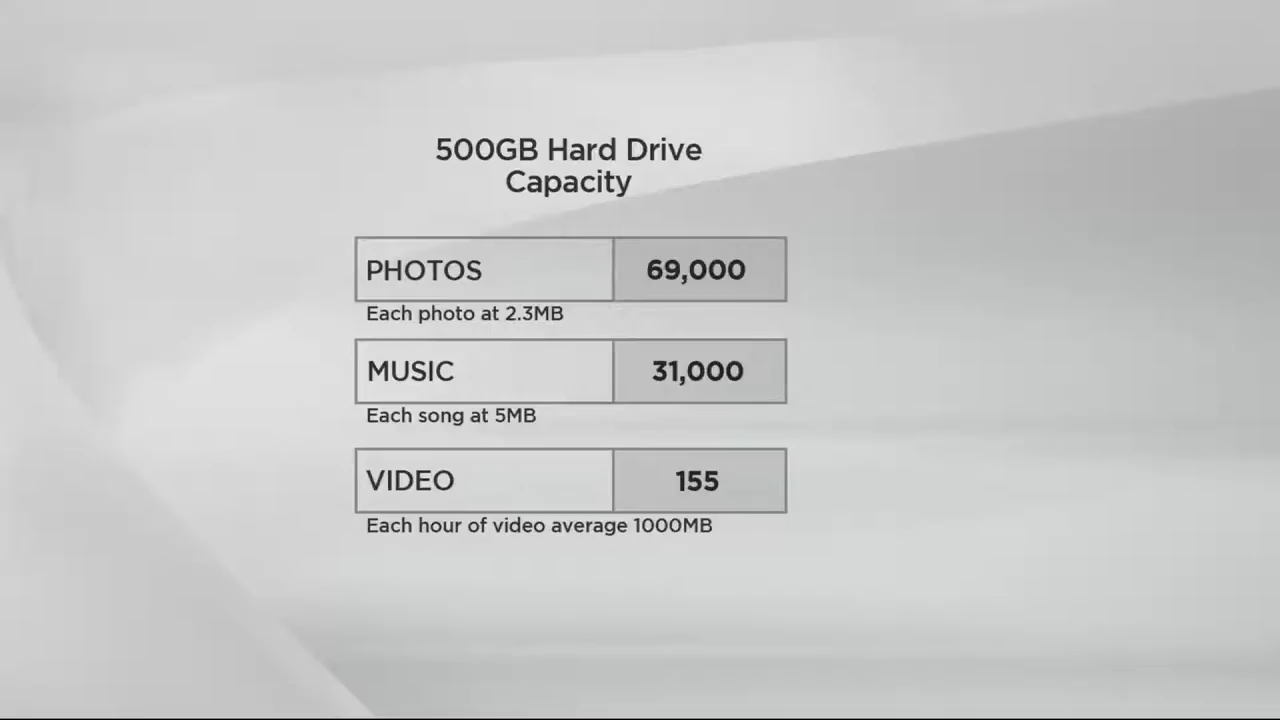 500GB Hard Drive
Capacity
PHOTOS 69,000
Each photo at 2.3MB
MUSIC 31,000
Each song at 5MB
VIDEO 155
Each hour of video average 1000MB